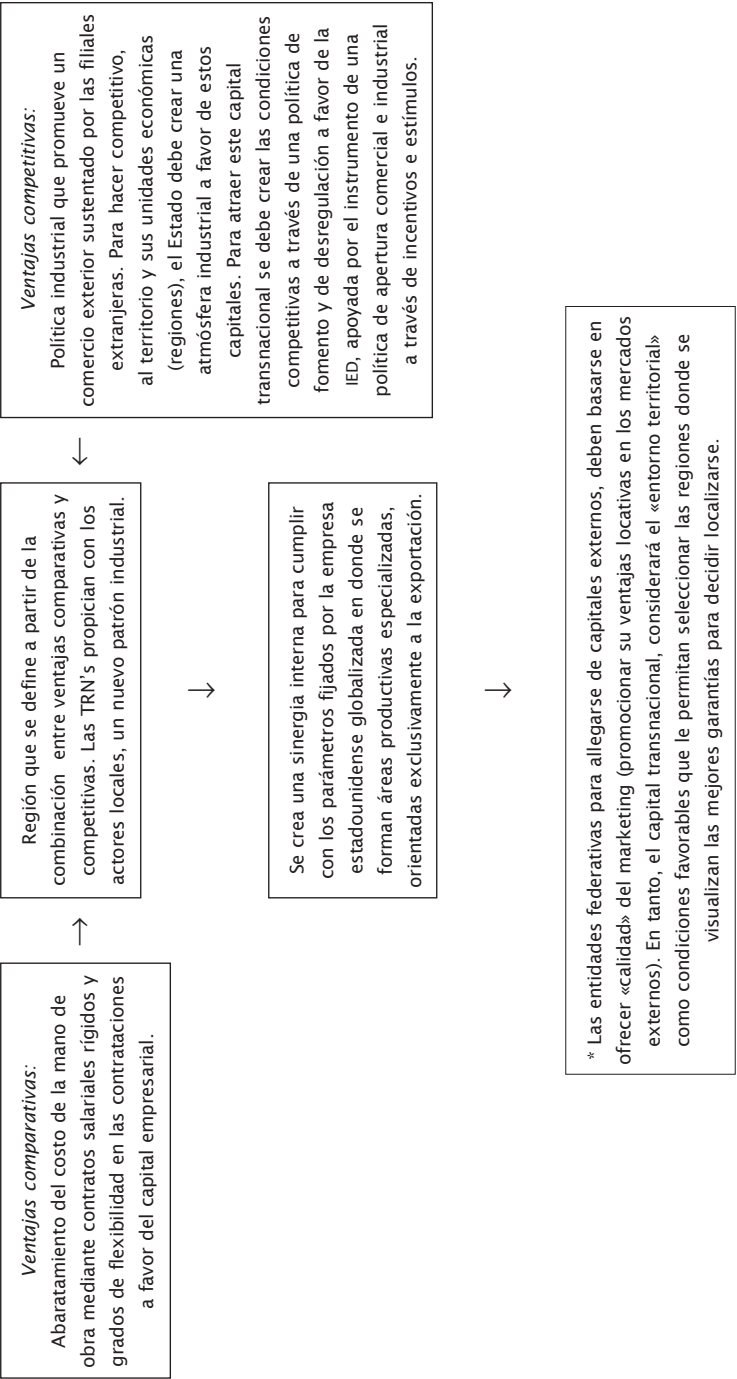 Ventajas comparativas:
Abaratamiento del costo de la mano de
obra mediante contratos salariales rígidos y
grados de flexibilidad en las contrataciones
a favor del capital empresarial.
→
Región que se define a partir de la
combinación entre ventajas comparativas y
competitivas. Las TRN's propician con los
actores locales, un nuevo patrón industrial.
←
Ventajas competitivas:
Política industrial que promueve un
comercio exterior sustentado por las filiales
extranjeras. Para hacer competitivo,
al territorio y sus unidades económicas
(regiones), el Estado debe crear una
atmósfera industrial a favor de estos
capitales. Para atraer este capital
transnacional se debe crear las condiciones
competitivas a través de una política de
fomento y de desregulación a favor de la
IED, apoyada por el instrumento de una
política de apertura comercial e industrial
a través de incentivos e estímulos.
↓
Se crea una sinergia interna para cumplir
con los parámetros fijados por la empresa
estadounidense globalizada en donde se
forman áreas productivas especializadas,
orientadas exclusivamente a la exportación.
↓
* Las entidades federativas para allegarse de capitales externos, deben basarse en
ofrecer «calidad» del marketing (promocionar su ventajas locativas en los mercados
externos). En tanto, el capital transnacional, considerará el «entorno territorial»
como condiciones favorables que le permitan seleccionar las regiones donde se
visualizan las mejores garantías para decidir localizarse.